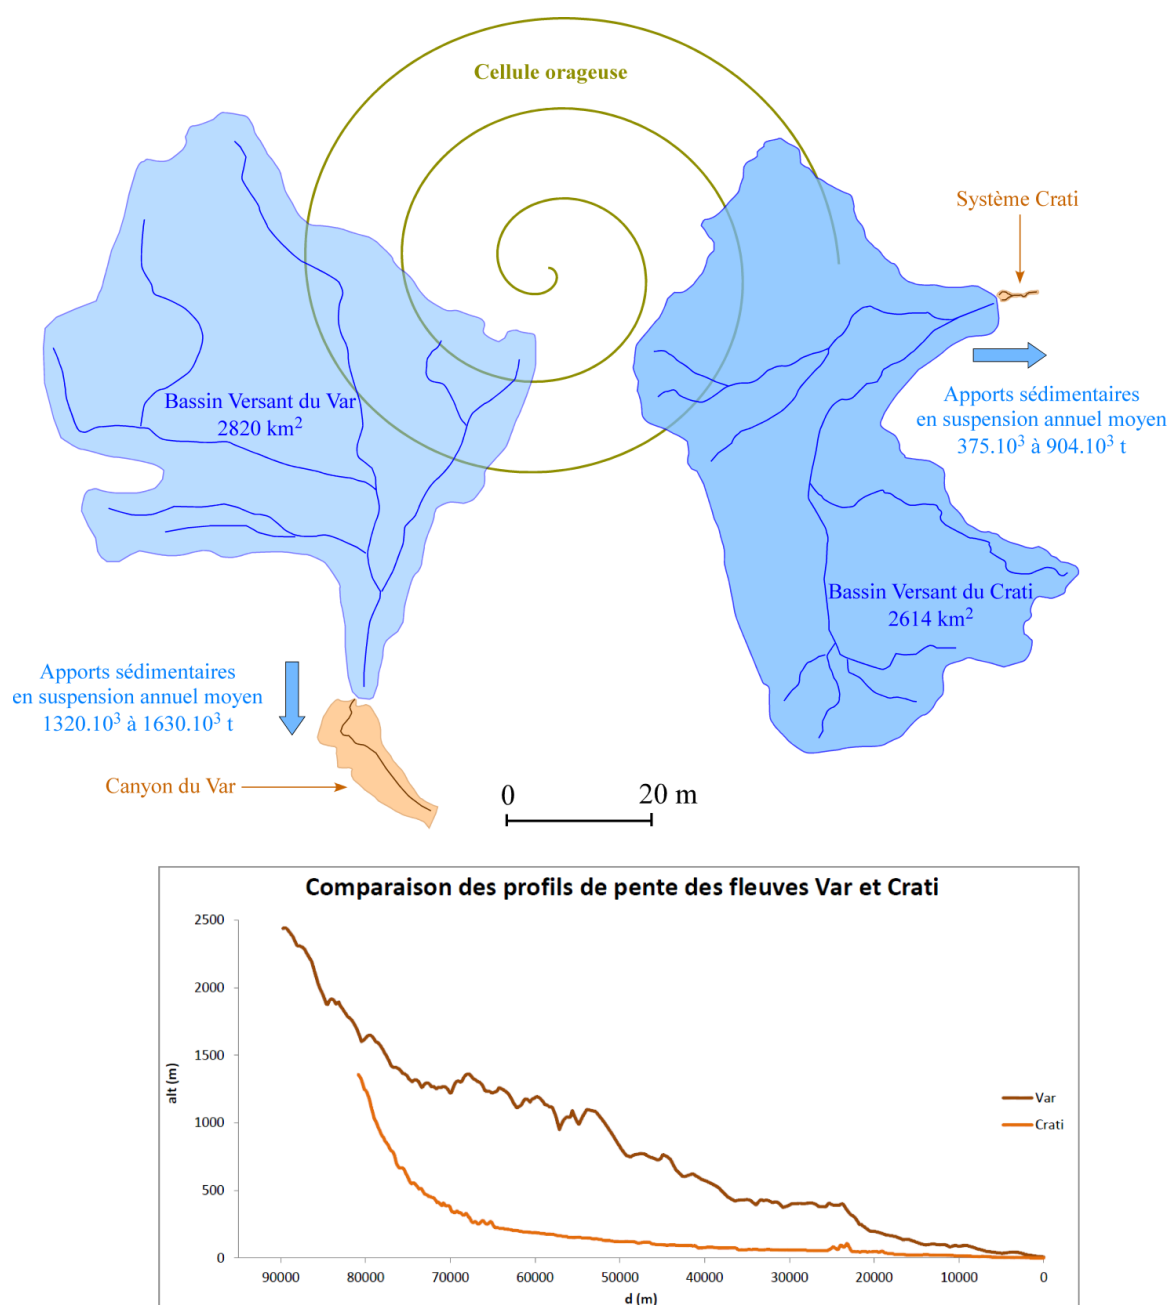 Cellule orageuse
Système Crati
Bassin Versant du Var
2820 km²
Apports sédimentaires
en suspension annuel moyen
375.10³ à 904.10³ t
Bassin Versant du Crati
2614 km²
Apports sédimentaires
en suspension annuel moyen
1320.10³ à 1630.10³ t
Canyon du Var
0 20 m
Comparaison des profils de pente des fleuves Var et Crati
2500
2000
1500
1000
500
0
alt (m)
Var
Crati
90000 80000 70000 60000 50000 40000 30000 20000 10000 0
d (m)